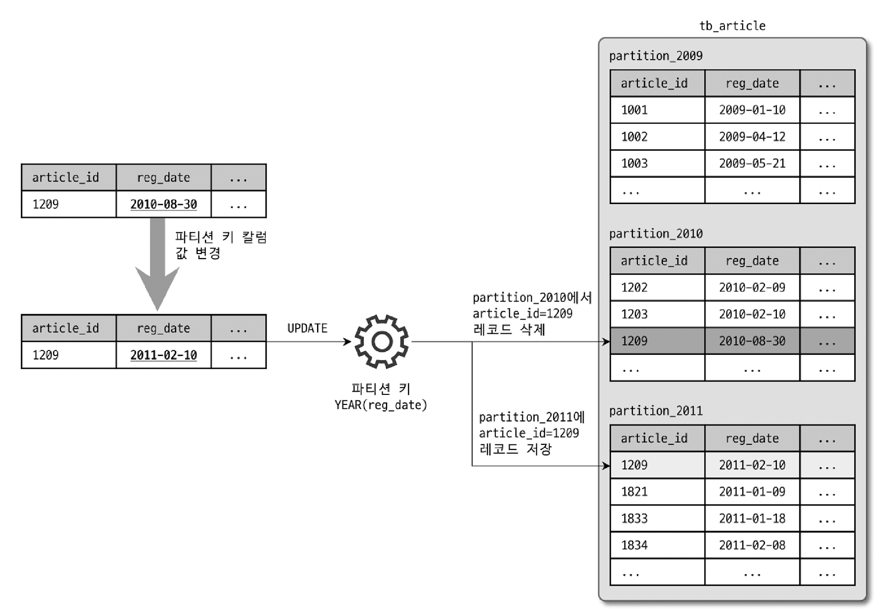 tb_article
article_id reg_date ...
1209 2010-08-30 ...
파티션 키 칼럼
값 변경
article_id reg_date ...
1209 2011-02-10 ...
UPDATE
파티션 키
YEAR(reg_date)
partition_2010에서
article_id=1209
레코드 삭제
partition_2011에
article_id=1209
레코드 저장
partition_2009
article_id reg_date ...
1001 2009-01-10 ...
1002 2009-04-12 ...
1003 2009-05-21 ...
... ... ...
partition_2010
article_id reg_date ...
1202 2010-02-09 ...
1203 2010-02-10 ...
1209 2010-08-30 ...
... ... ...
partition_2011
article_id reg_date ...
1209 2011-02-10 ...
1821 2011-01-09 ...
1833 2011-01-18 ...
1834 2011-02-08 ...
... ... ...